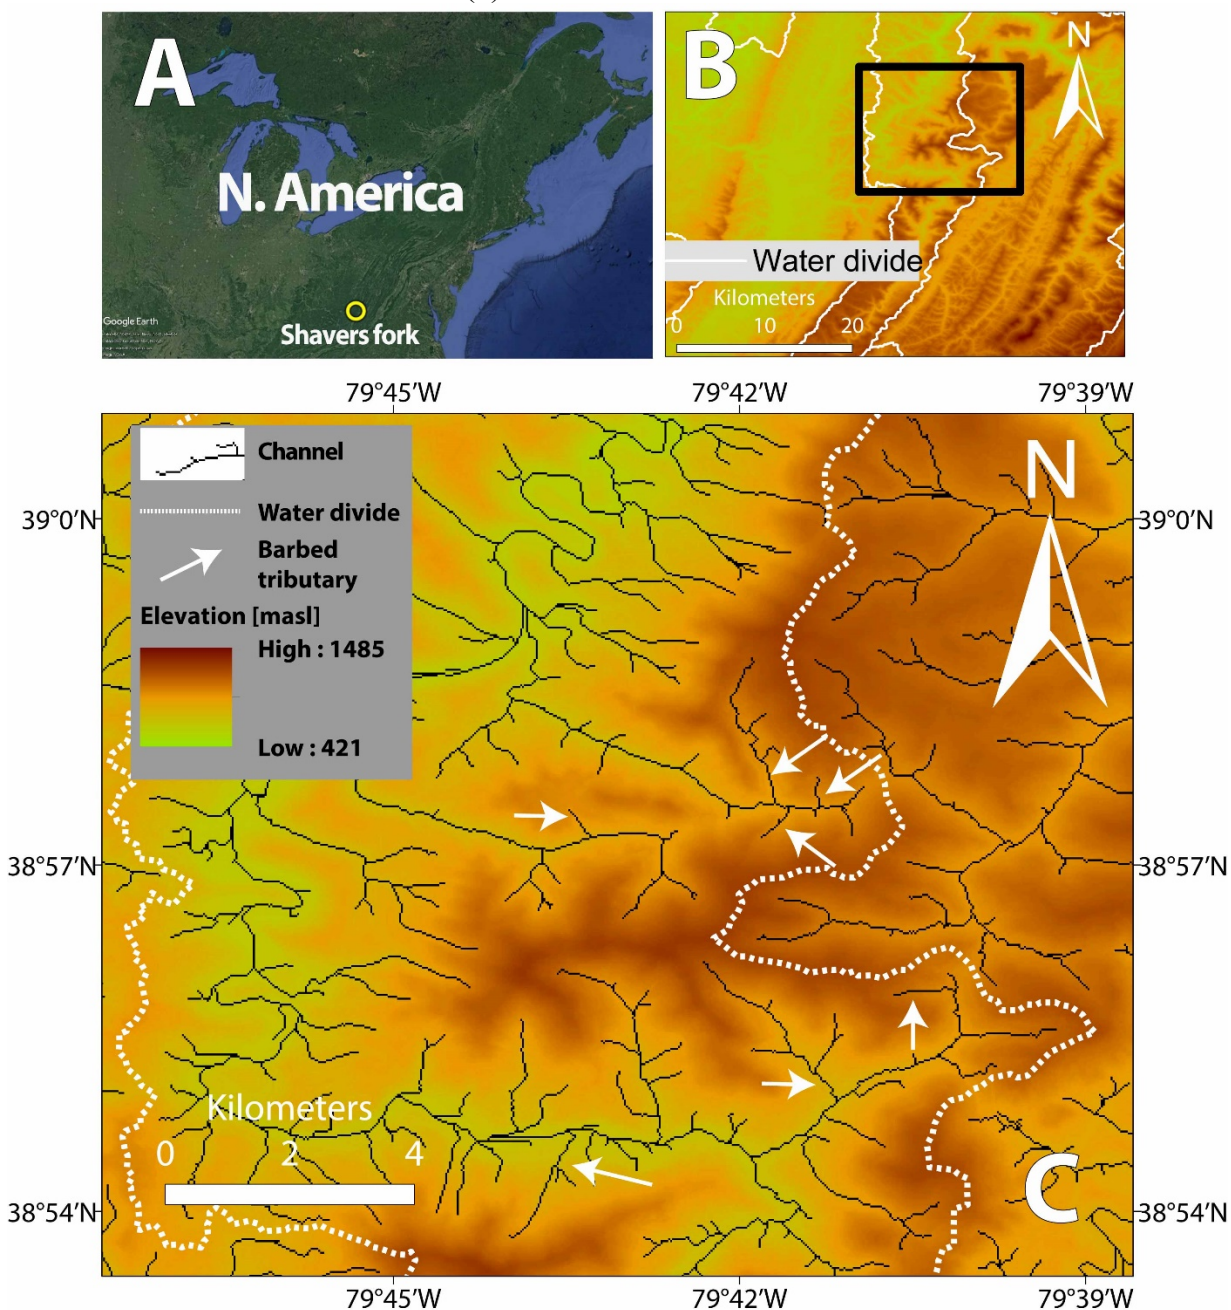 A
N. America
Google Earth
Shavers fork
B
N
Water divide
Kilometers
0 10 20
79°45'W 79°42'W 79°39'W
Channel
Water divide
Barbed
tributary
Elevation [masl]
High : 1485
Low : 421
N
39°0'N 39°0'N
38°57'N 38°57'N
Kilometers
0 2 4
C
38°54'N 38°54'N
79°45'W 79°42'W 79°39'W